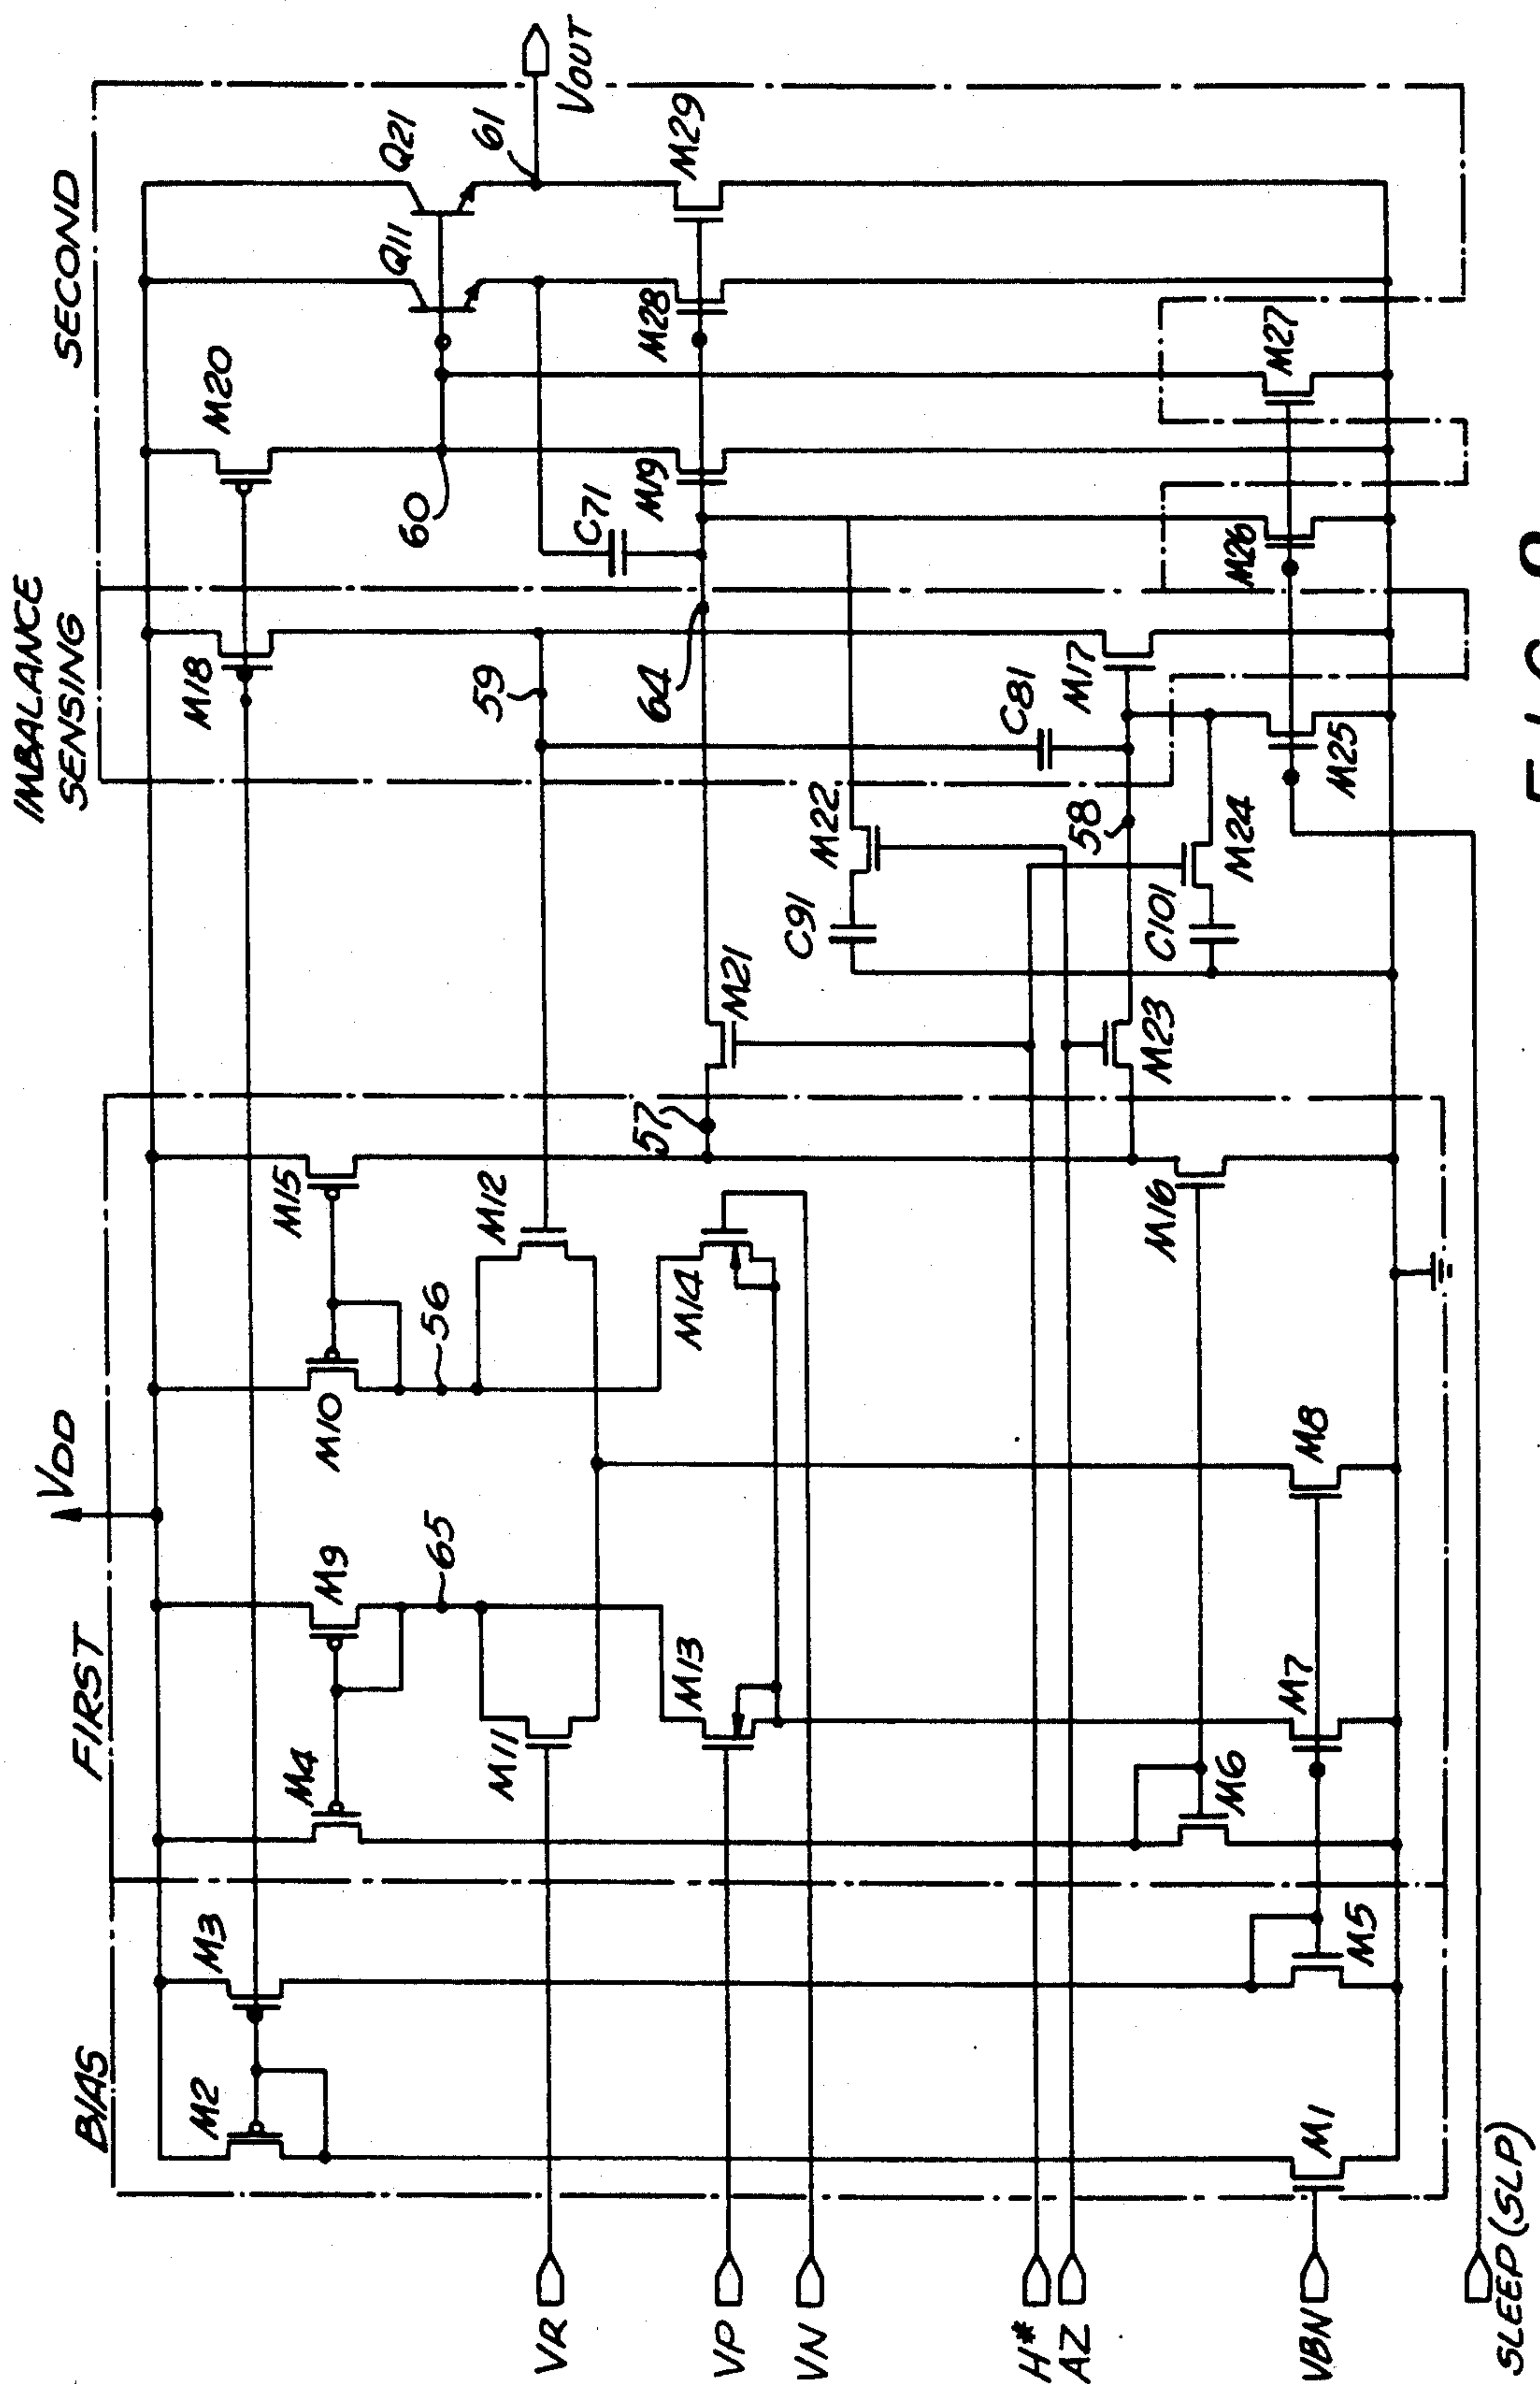 BIAS
FIRST
IMBALANCE
SENSING
SECOND
VDD
M2
M3
M4
M9
M10
M15
M18
M20
65
56
60
Q11
Q21
61
VOUT
VR
M11
M12
59
C71
VP
M13
M14
57
M21
64
M19
M28
M29
VN
C91
M22
H*
AZ
M23
58
C81
M17
C101
M24
M6
M16
VBN
M1
M5
M7
M8
M25
M26
M27
SLEEP(SLP)